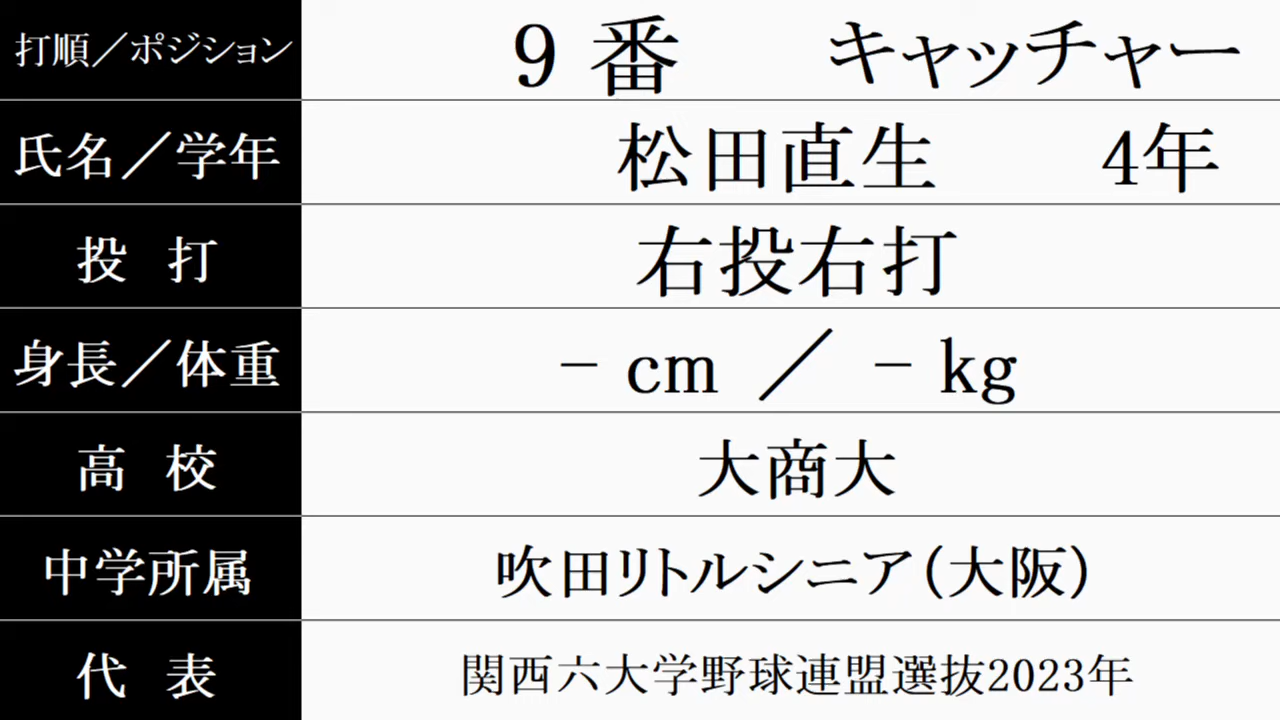 打順／ポジション 9 番 キャッチャー
氏名／学年 松田直生 4年
投 打 右投右打
身長／体重 － cm ／ － kg
高 校 大商大
中学所属 吹田リトルシニア(大阪)
代 表 関西六大学野球連盟選抜2023年